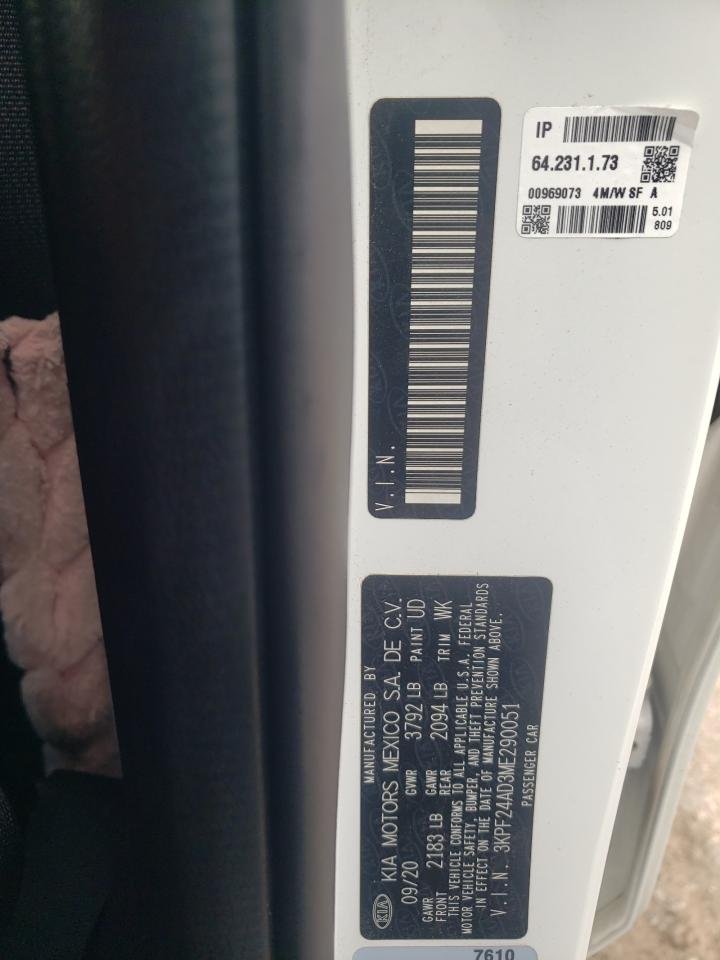 IP
64.231.1.73
00969073 4M/W SF A
5.01
809
V.I.N.
MANUFACTURED BY
KIA KIA MOTORS MEXICO S.A. DE C.V.
09/20 GVWR 3792 LB PAINT UD
GAWR FRONT 2183 LB GAWR REAR 2094 LB TRIM WK
THIS VEHICLE CONFORMS TO ALL APPLICABLE U.S.A. FEDERAL
MOTOR VEHICLE SAFETY, BUMPER, AND THEFT PREVENTION STANDARDS
IN EFFECT ON THE DATE OF MANUFACTURE SHOWN ABOVE.
V.I.N. 3KPF24AD3ME290051
PASSENGER CAR
7610